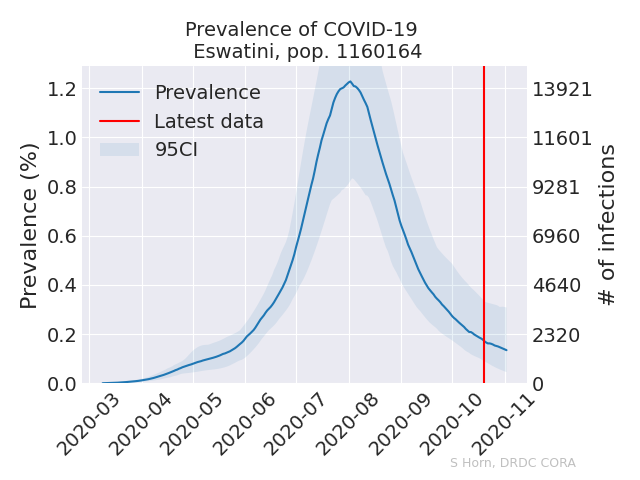 Prevalence of COVID-19
Eswatini, pop. 1160164
Prevalence
Latest data
95CI
Prevalence (%)
1.2
1.0
0.8
0.6
0.4
0.2
0.0
13921
11601
9281
6960
4640
2320
0
# of infections
2020-03
2020-04
2020-05
2020-06
2020-07
2020-08
2020-09
2020-10
2020-11
S Horn, DRDC CORA